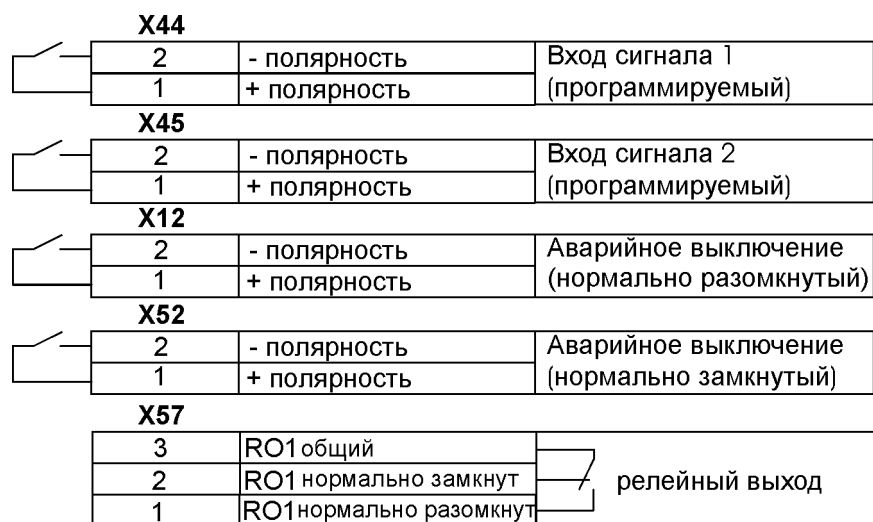 X44
2 - полярность Вход сигнала 1
1 + полярность (программируемый)
X45
2 - полярность Вход сигнала 2
1 + полярность (программируемый)
X12
2 - полярность Аварийное выключение
1 + полярность (нормально разомкнутый)
X52
2 - полярность Аварийное выключение
1 + полярность (нормально замкнутый)
X57
3 RO1 общий
2 RO1 нормально замкнут релейный выход
1 RO1 нормально разомкнут